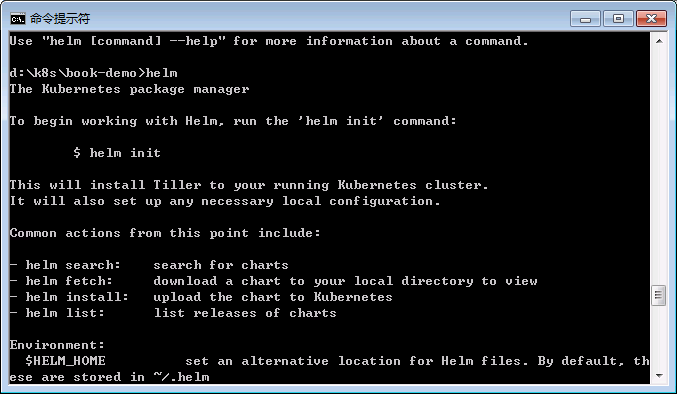 命令提示符
Use "helm [command] --help" for more information about a command.
d:\k8s\book-demo>helm
The Kubernetes package manager
To begin working with Helm, run the 'helm init' command:
$ helm init
This will install Tiller to your running Kubernetes cluster.
It will also set up any necessary local configuration.
Common actions from this point include:
- helm search:    search for charts
- helm fetch:     download a chart to your local directory to view
- helm install:   upload the chart to Kubernetes
- helm list:      list releases of charts
Environment:
$HELM_HOME          set an alternative location for Helm files. By default, th
ese are stored in ~/.helm